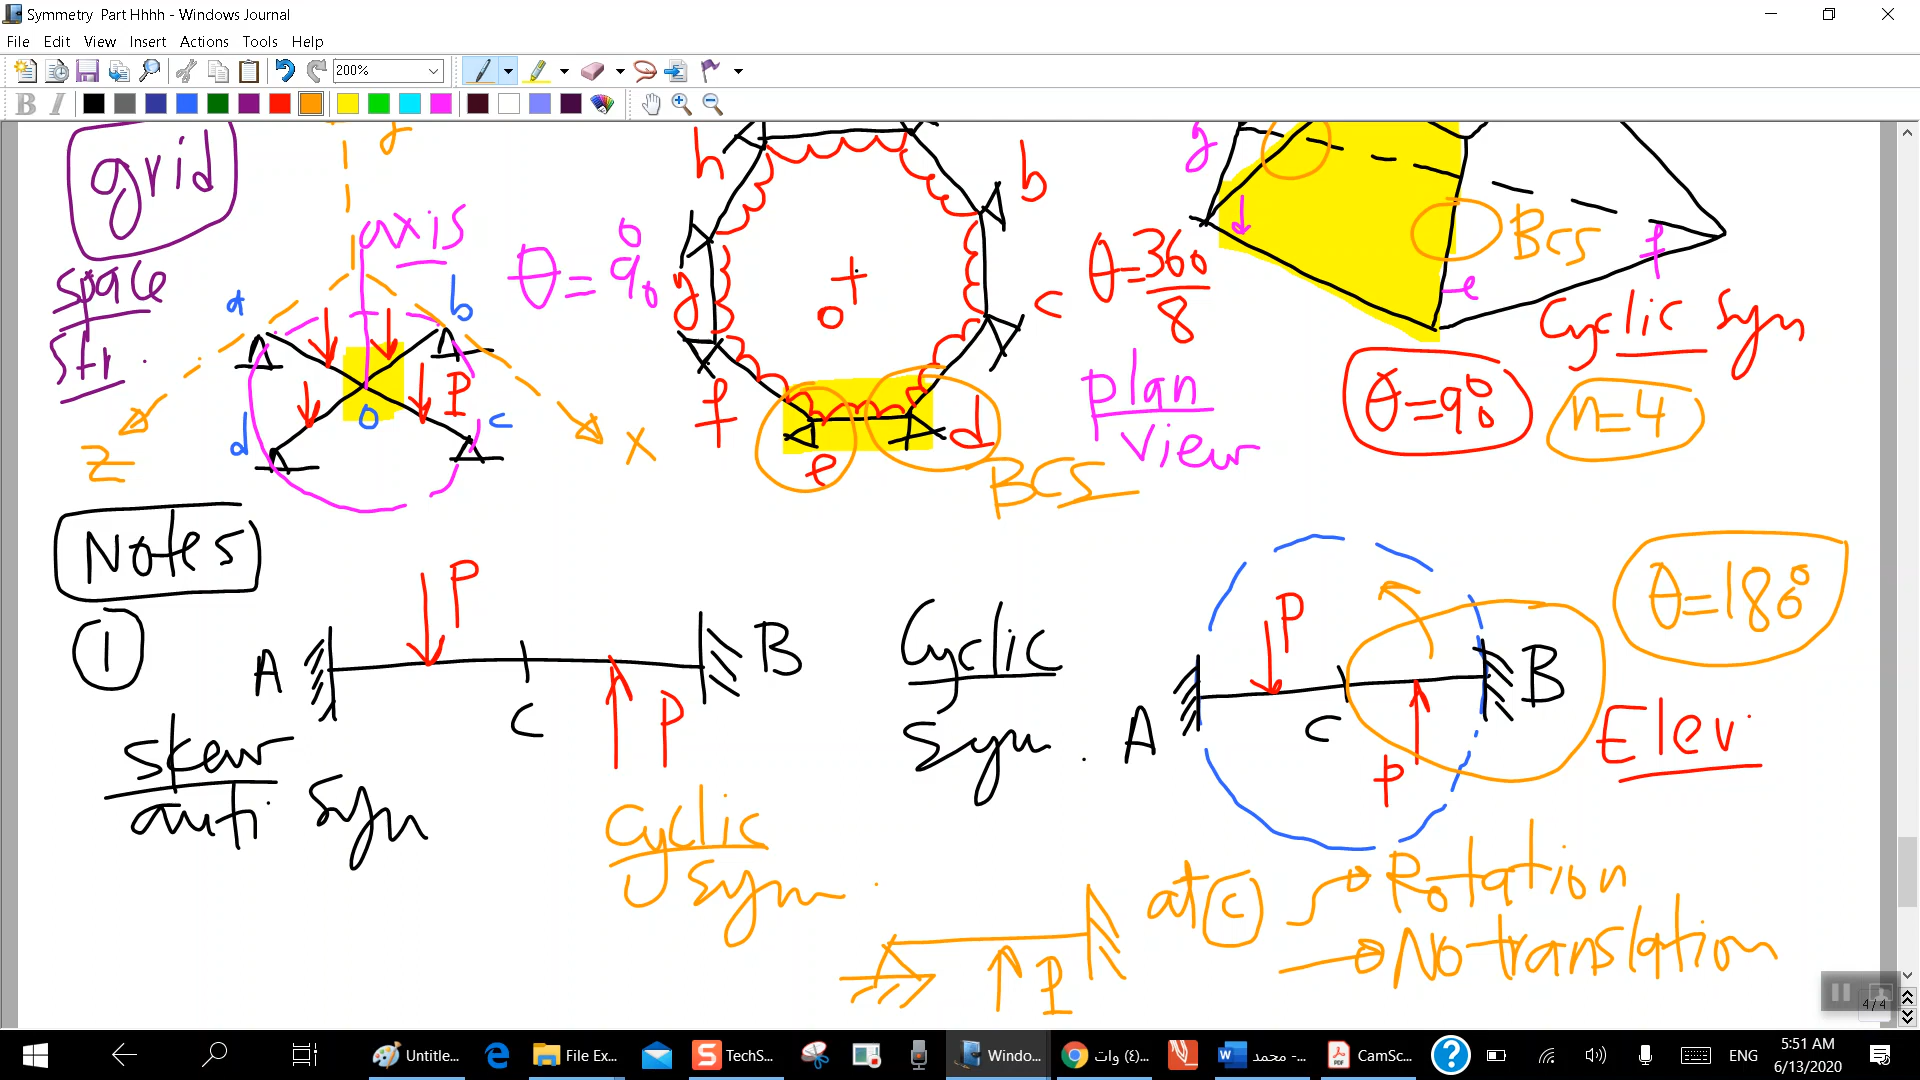 Symmetry Part Hhhh - Windows Journal
File Edit View Insert Actions Tools Help
200%
B I
grid
space
str.
y
axis
θ=90°
a
b
P
d
o
c
z
x
h
b
g
o
c
f
e
d
BCS
θ=360/8
plan
view
g
d
BCS
f
e
Cyclic Sym
θ=90°
n=4
Notes
1
A
P
C
P
B
skew
anti Sym
Cyclic
Sym
Cyclic
Sym.
A
P
C
P
B
θ=180°
Elev.
P
at C
Rotation
No translation
4 / 4
Untitle...
File Ex...
TechS...
Windo...
(٤) وات...
محمد -...
CamSc...
ENG
5:51 AM
6/13/2020